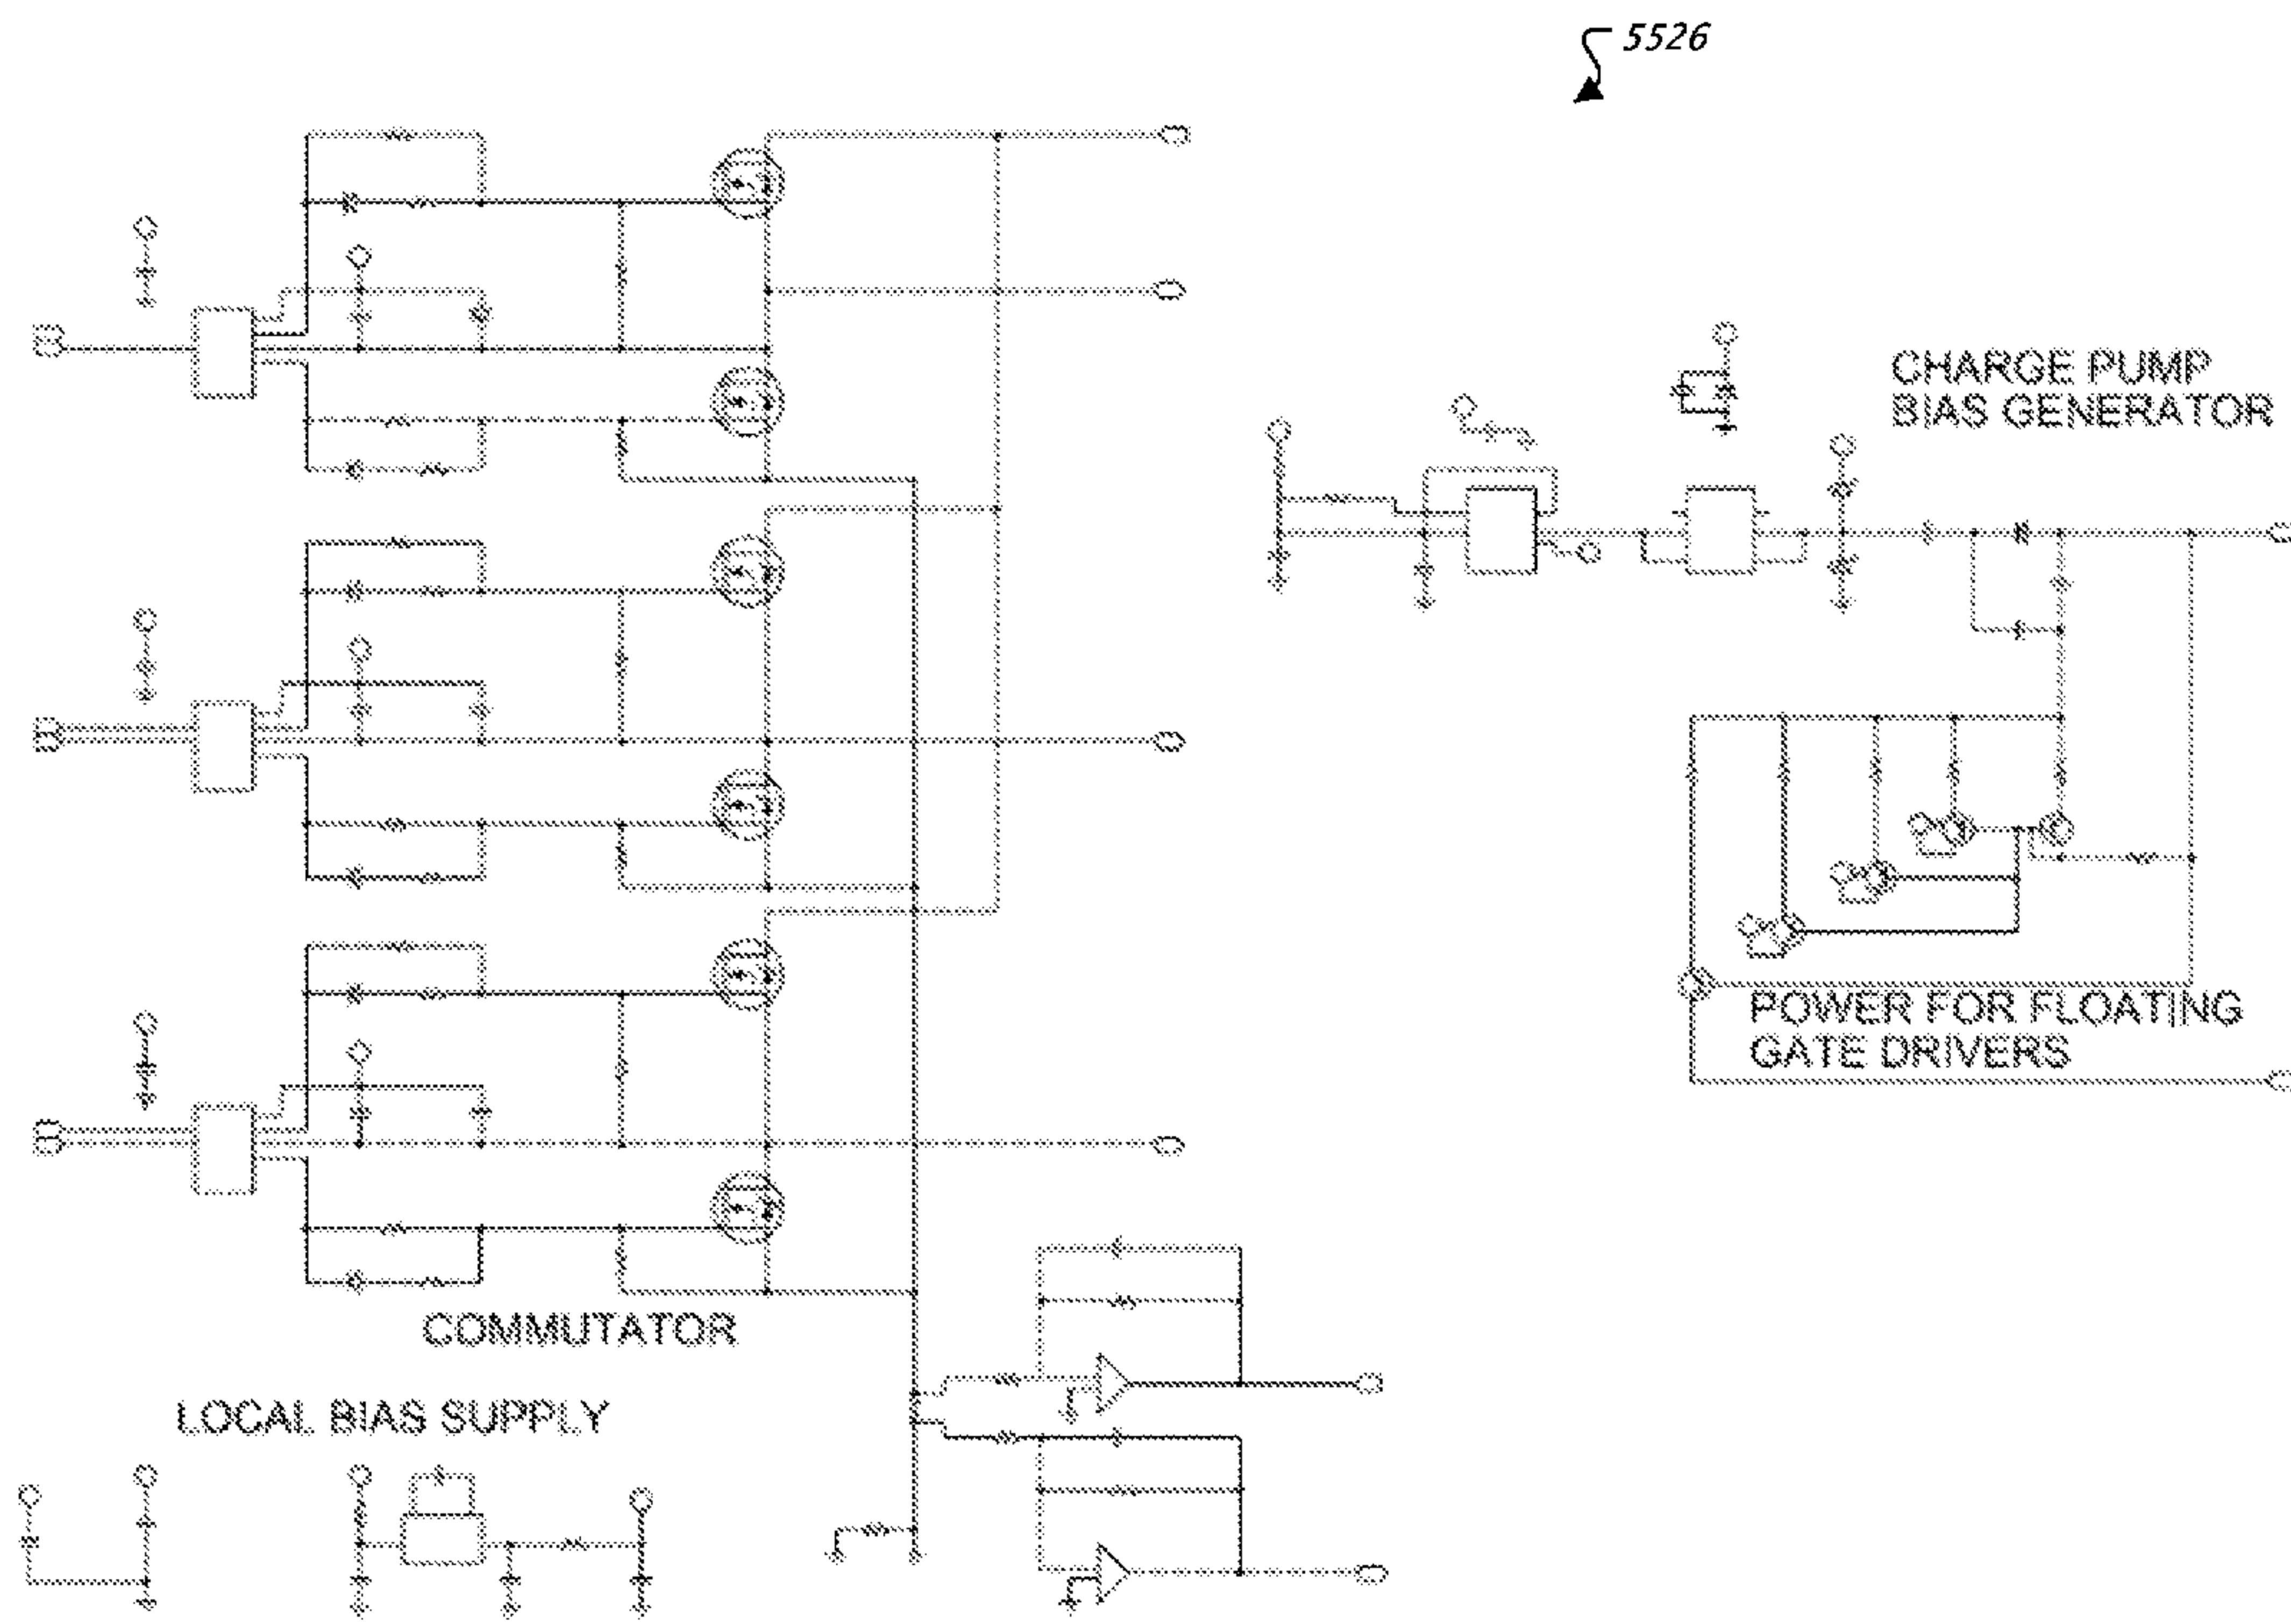 5526
CHARGE PUMP
BIAS GENERATOR
POWER FOR FLOATING
GATE DRIVERS
COMMUTATOR
LOCAL BIAS SUPPLY